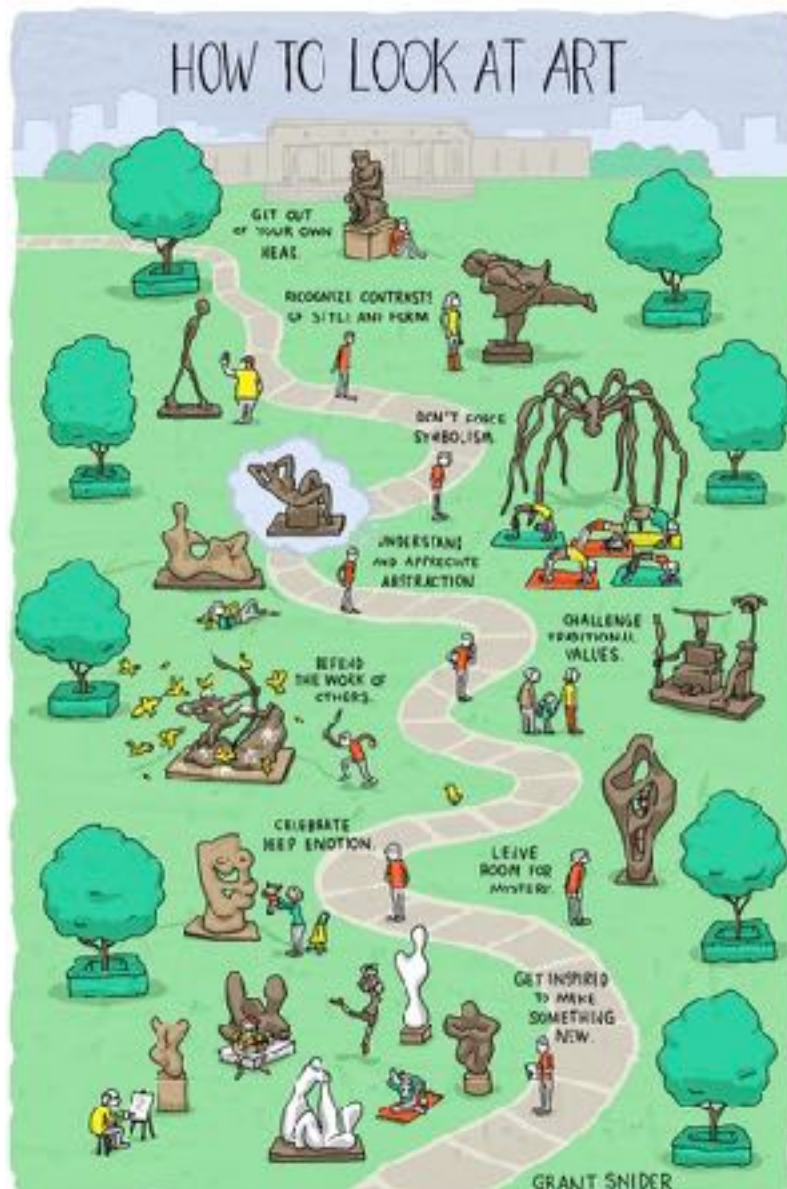 HOW TO LOOK AT ART
GET OUT
OF YOUR OWN
HEAD.
RECOGNIZE CONTRASTS
OF STYLE AND FORM
DON'T FORCE
SYMBOLISM
UNDERSTAND
AND APPRECIATE
ABSTRACTION
CHALLENGE
TRADITIONAL
VALUES.
DEFEND
THE WORK OF
OTHERS.
CELEBRATE
DEEP EMOTION.
LEAVE
ROOM FOR
MYSTERY.
GET INSPIRED
TO MAKE
SOMETHING
NEW.
GRANT SNIDER